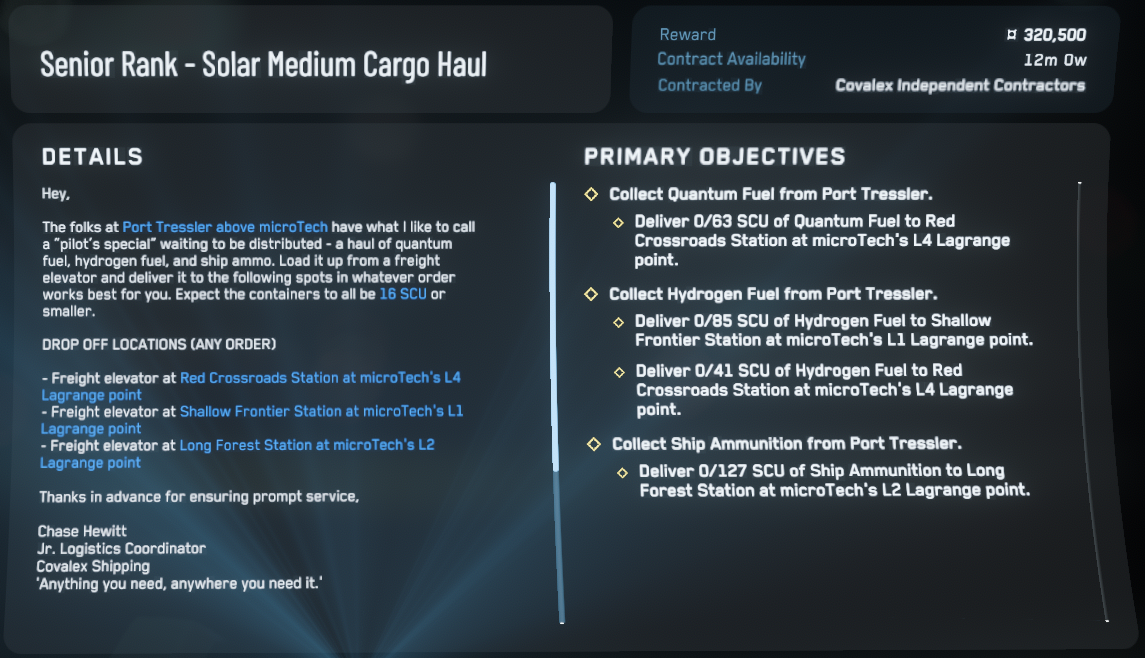 Senior Rank - Solar Medium Cargo Haul
Reward ¤ 320,500
Contract Availability 12m 0w
Contracted By Covalex Independent Contractors
DETAILS
Hey,
The folks at Port Tressler above microTech have what I like to call
a "pilot's special" waiting to be distributed - a haul of quantum
fuel, hydrogen fuel, and ship ammo. Load it up from a freight
elevator and deliver it to the following spots in whatever order
works best for you. Expect the containers to all be 16 SCU or
smaller.
DROP OFF LOCATIONS (ANY ORDER)
- Freight elevator at Red Crossroads Station at microTech's L4
Lagrange point
- Freight elevator at Shallow Frontier Station at microTech's L1
Lagrange point
- Freight elevator at Long Forest Station at microTech's L2
Lagrange point
Thanks in advance for ensuring prompt service,
Chase Hewitt
Jr. Logistics Coordinator
Covalex Shipping
'Anything you need, anywhere you need it.'
PRIMARY OBJECTIVES
Collect Quantum Fuel from Port Tressler.
Deliver 0/63 SCU of Quantum Fuel to Red
Crossroads Station at microTech's L4 Lagrange
point.
Collect Hydrogen Fuel from Port Tressler.
Deliver 0/85 SCU of Hydrogen Fuel to Shallow
Frontier Station at microTech's L1 Lagrange point.
Deliver 0/41 SCU of Hydrogen Fuel to Red
Crossroads Station at microTech's L4 Lagrange
point.
Collect Ship Ammunition from Port Tressler.
Deliver 0/127 SCU of Ship Ammunition to Long
Forest Station at microTech's L2 Lagrange point.